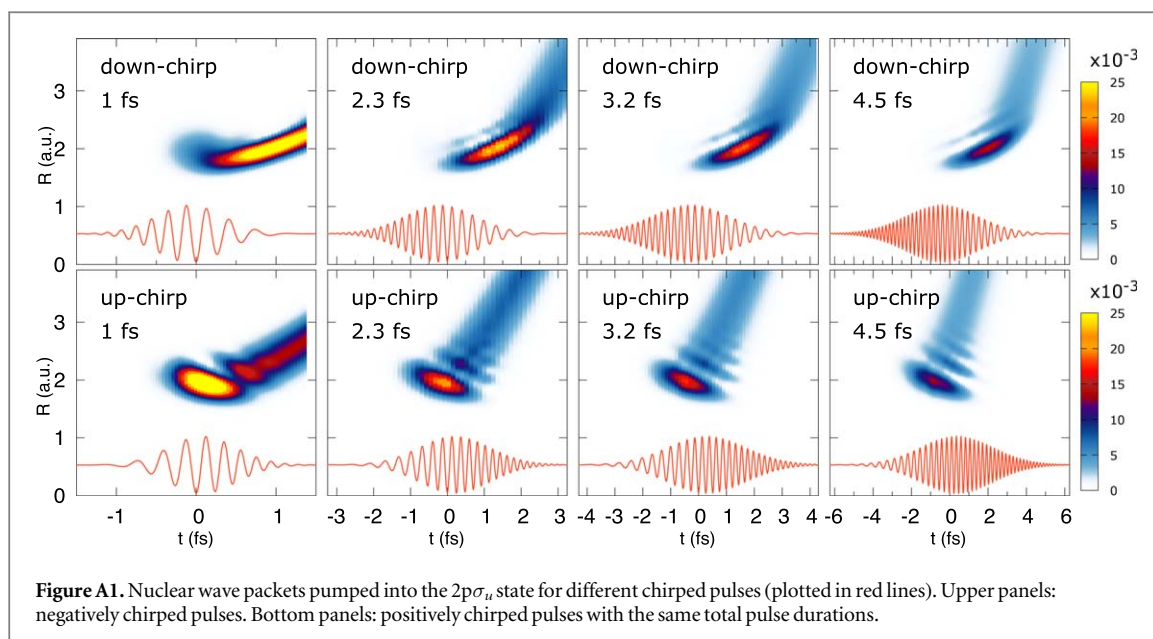 down-chirp
1 fs
down-chirp
2.3 fs
down-chirp
3.2 fs
down-chirp
4.5 fs
x10-3
25
20
15
10
5
0
R (a.u.)
3
2
1
0
up-chirp
1 fs
up-chirp
2.3 fs
up-chirp
3.2 fs
up-chirp
4.5 fs
x10-3
25
20
15
10
5
0
R (a.u.)
3
2
1
0
-1 0 1
-3 -2 -1 0 1 2 3
-4 -3 -2 -1 0 1 2 3 4
-6 -4 -2 0 2 4 6
t (fs)
t (fs)
t (fs)
t (fs)
Figure A1. Nuclear wave packets pumped into the 2pσu state for different chirped pulses (plotted in red lines). Upper panels:
negatively chirped pulses. Bottom panels: positively chirped pulses with the same total pulse durations.